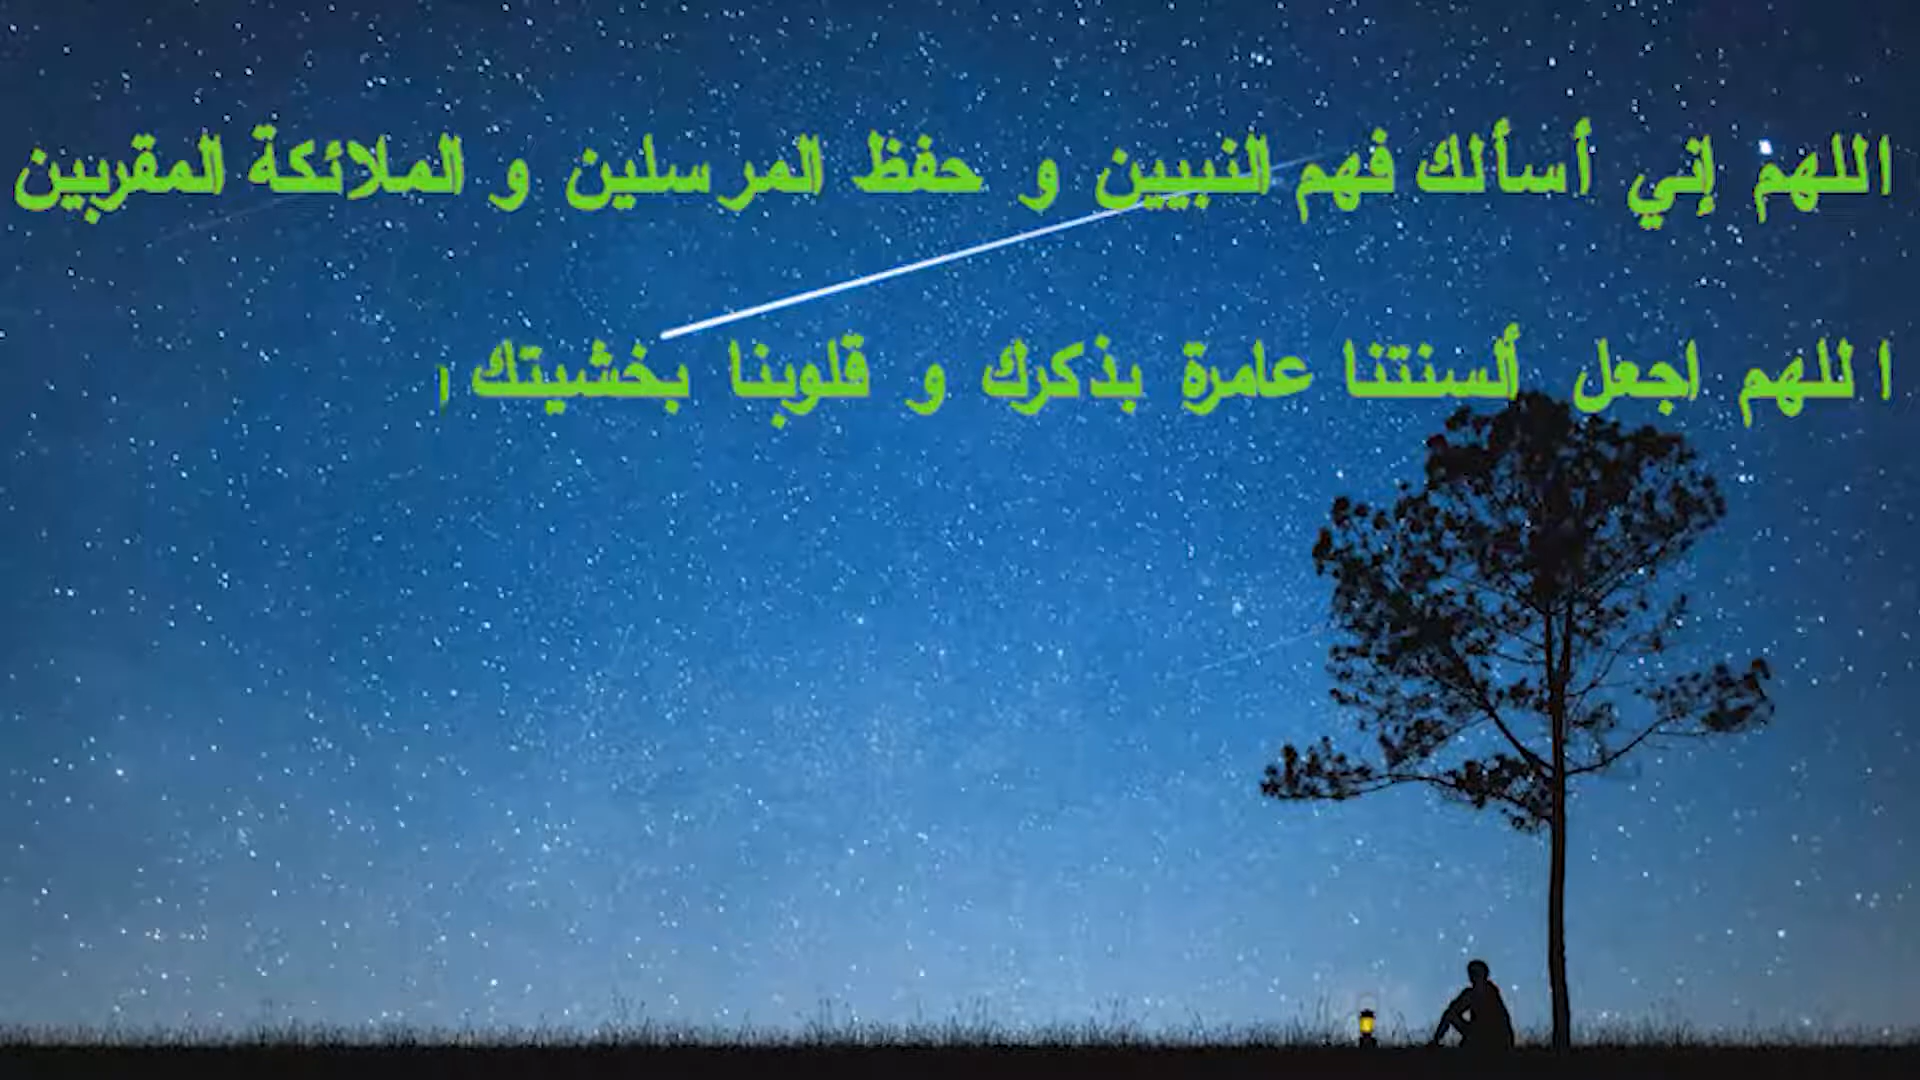 اللهم إني أسألك فهم النبيين و حفظ المرسلين و الملائكة المقربين
ا للهم اجعل ألسنتنا عامرة بذكرك و قلوبنا بخشيتك